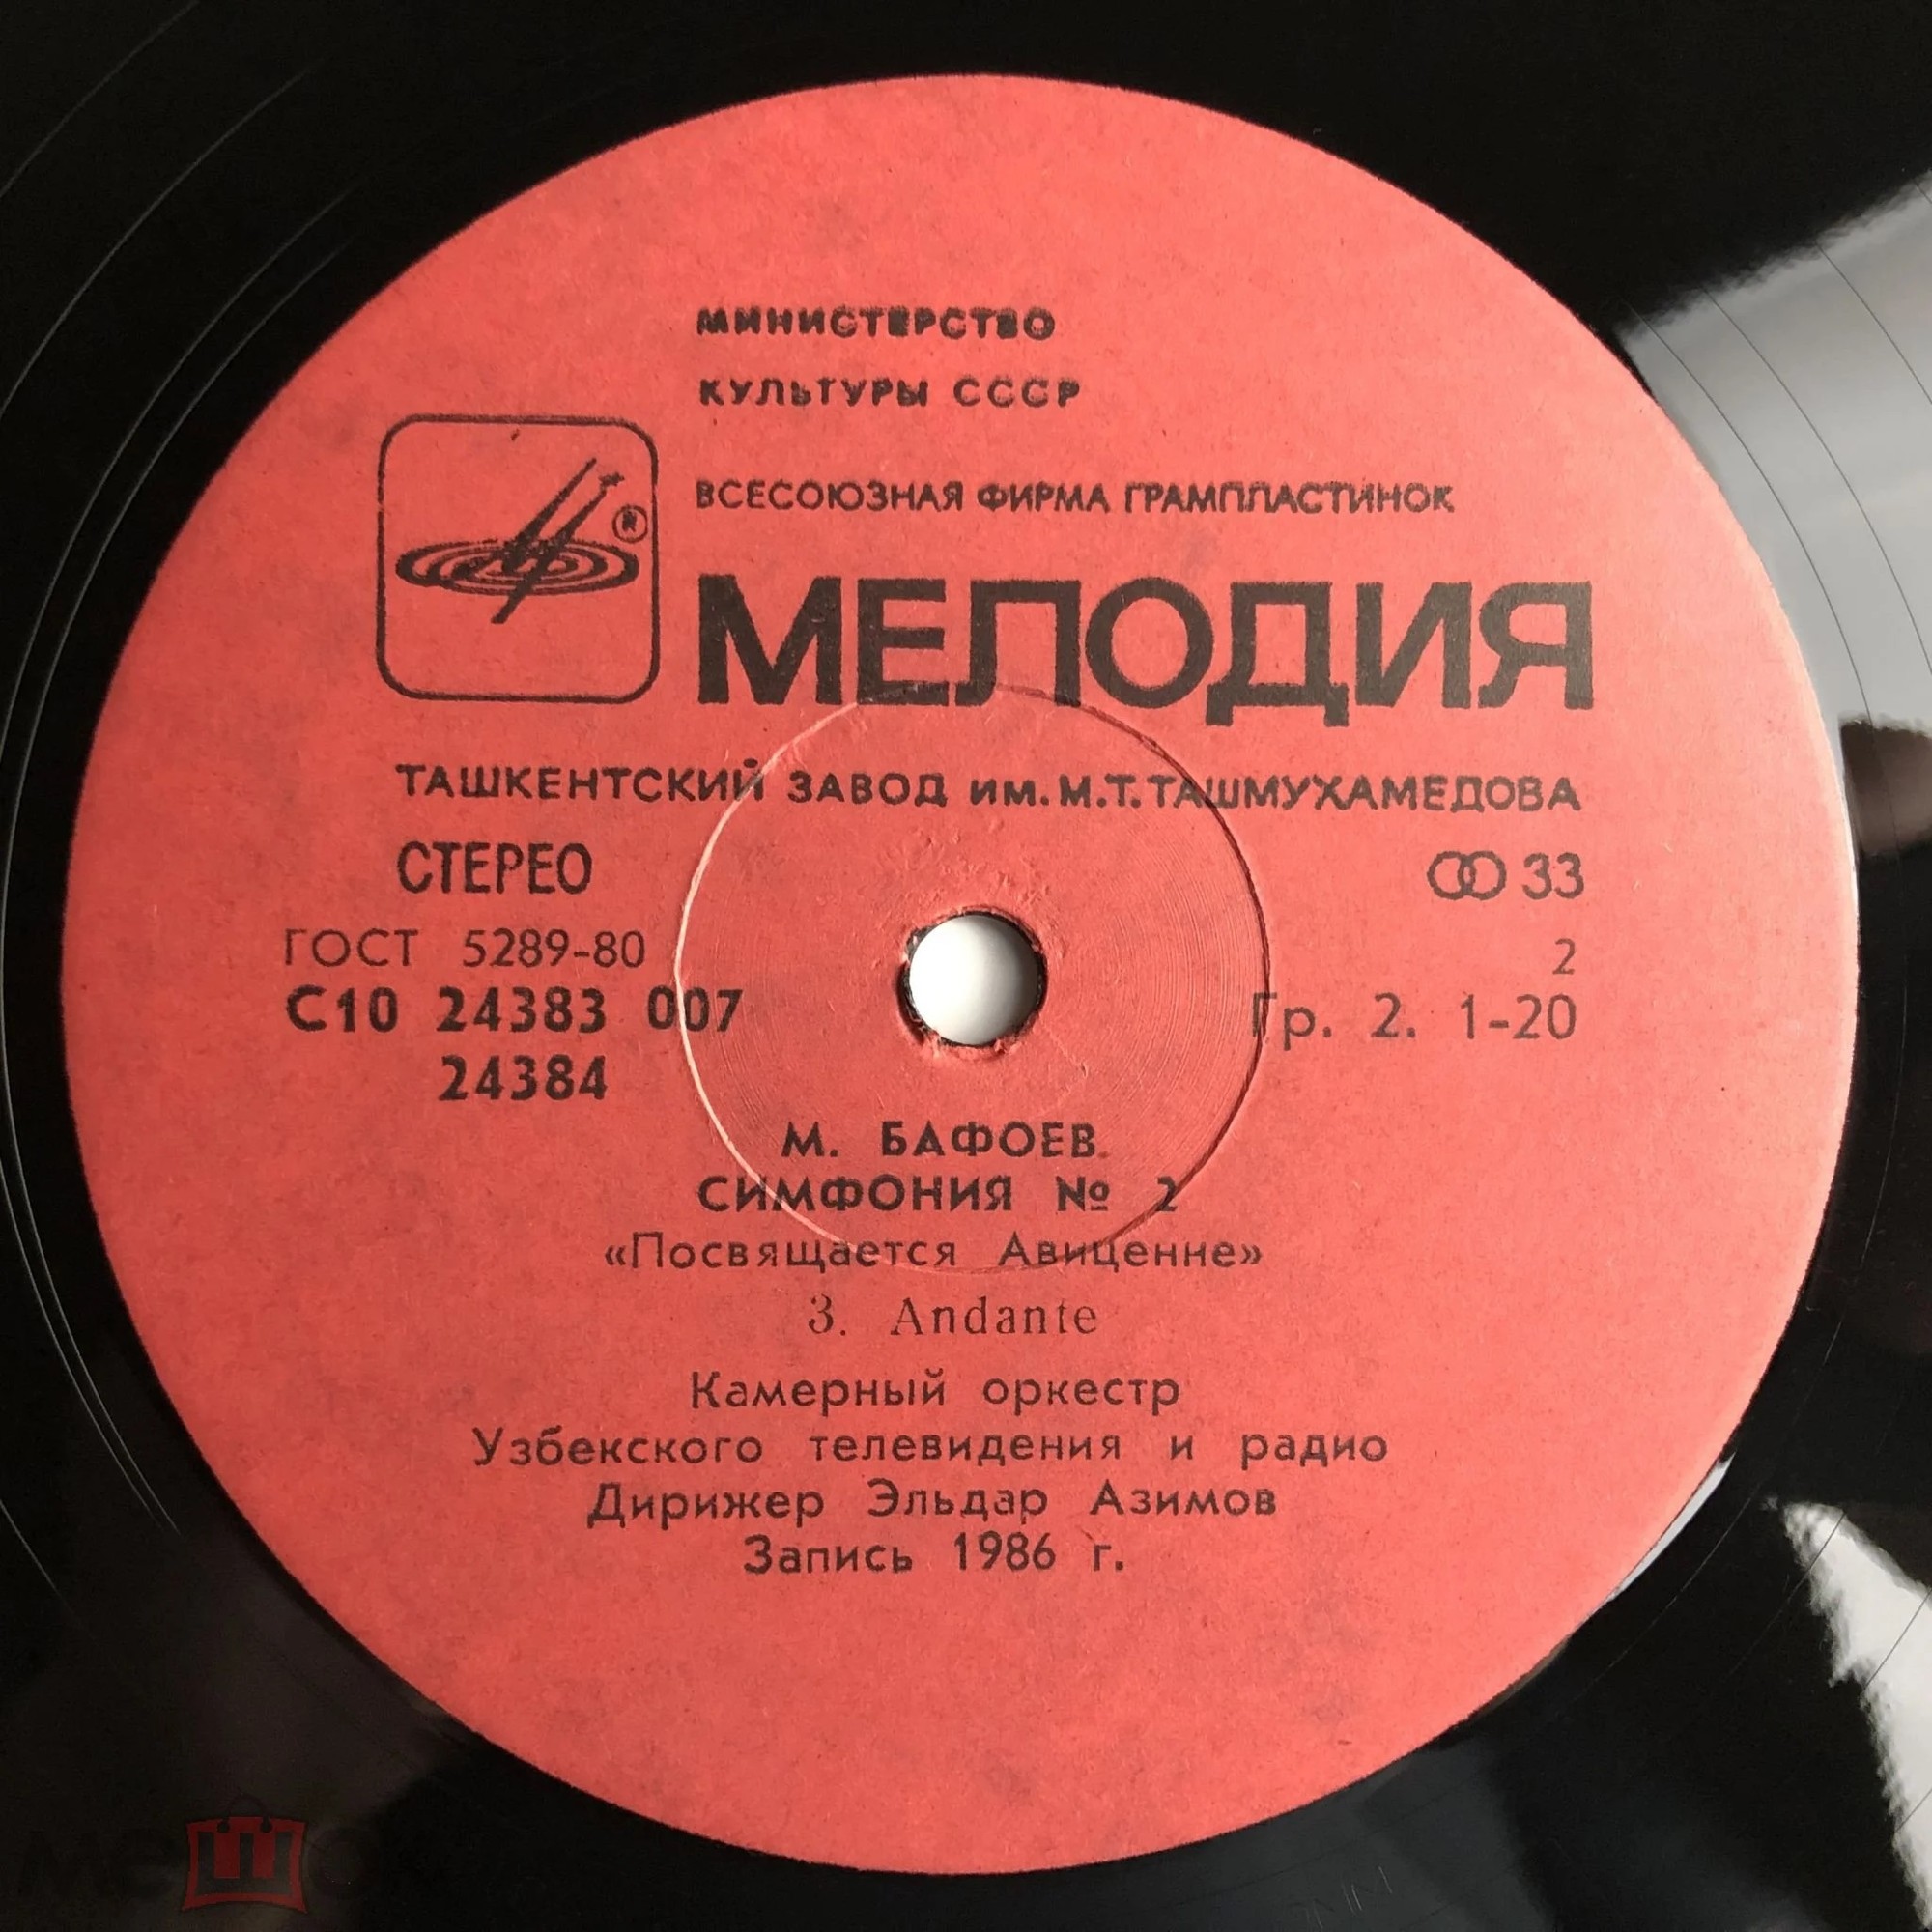 МИНИСТЕРСТВО
КУЛЬТУРЫ СССР
ВСЕСОЮЗНАЯ ФИРМА ГРАМПЛАСТИНОК
®
МЕЛОДИЯ
ТАШКЕНТСКИЙ ЗАВОД им. М.Т. ТАШМУХАМЕДОВА
СТЕРЕО 33
ГОСТ 5289-80 2
С10 24383 007 Гр. 2. 1-20
24384
М. БАФОЕВ
СИМФОНИЯ № 2
«Посвящается Авиценне»
3. Andante
Камерный оркестр
Узбекского телевидения и радио
Дирижер Эльдар Азимов
Запись 1986 г.
мешок